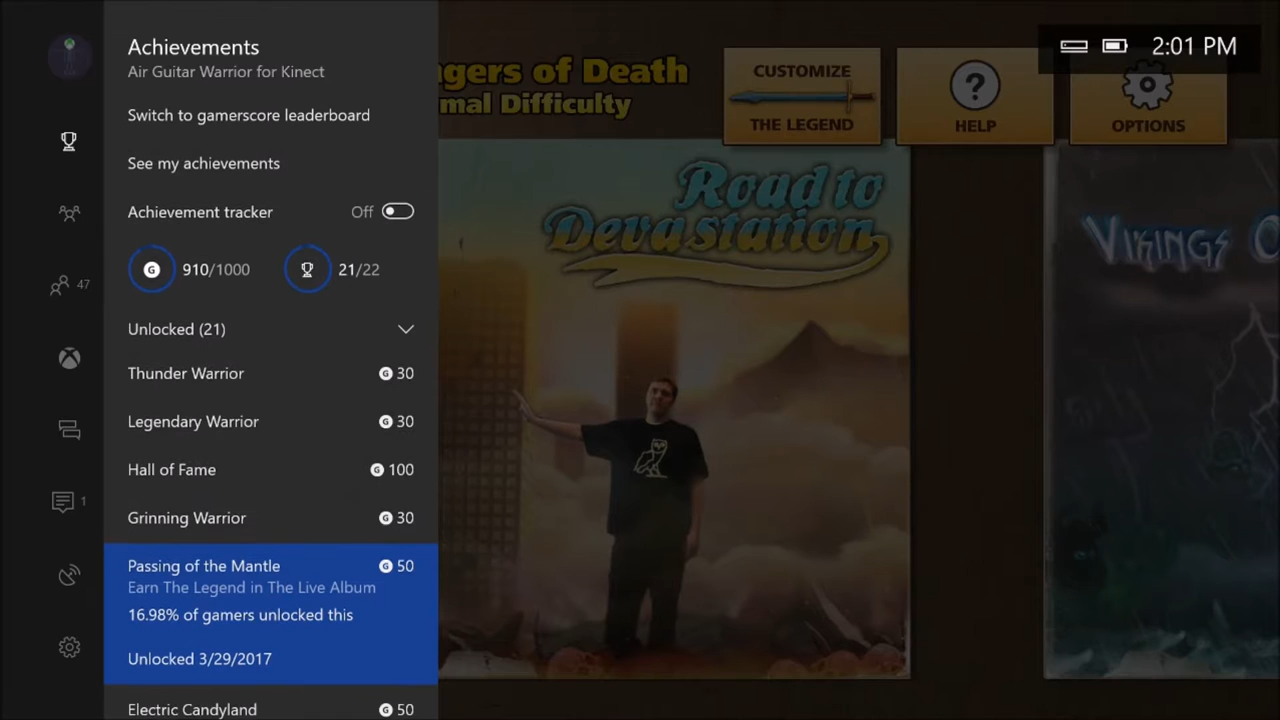 Achievements
Air Guitar Warrior for Kinect
Switch to gamerscore leaderboard
See my achievements
Achievement tracker Off
G 910/1000 21/22
Unlocked (21)
Thunder Warrior G 30
Legendary Warrior G 30
Hall of Fame G 100
Grinning Warrior G 30
Passing of the Mantle G 50
Earn The Legend in The Live Album
16.98% of gamers unlocked this
Unlocked 3/29/2017
Electric Candyland G 50
47
1
ngers of Death
mal Difficulty
CUSTOMIZE
THE LEGEND
?
HELP
OPTIONS
2:01 PM
Road to
Devastation
Vikings